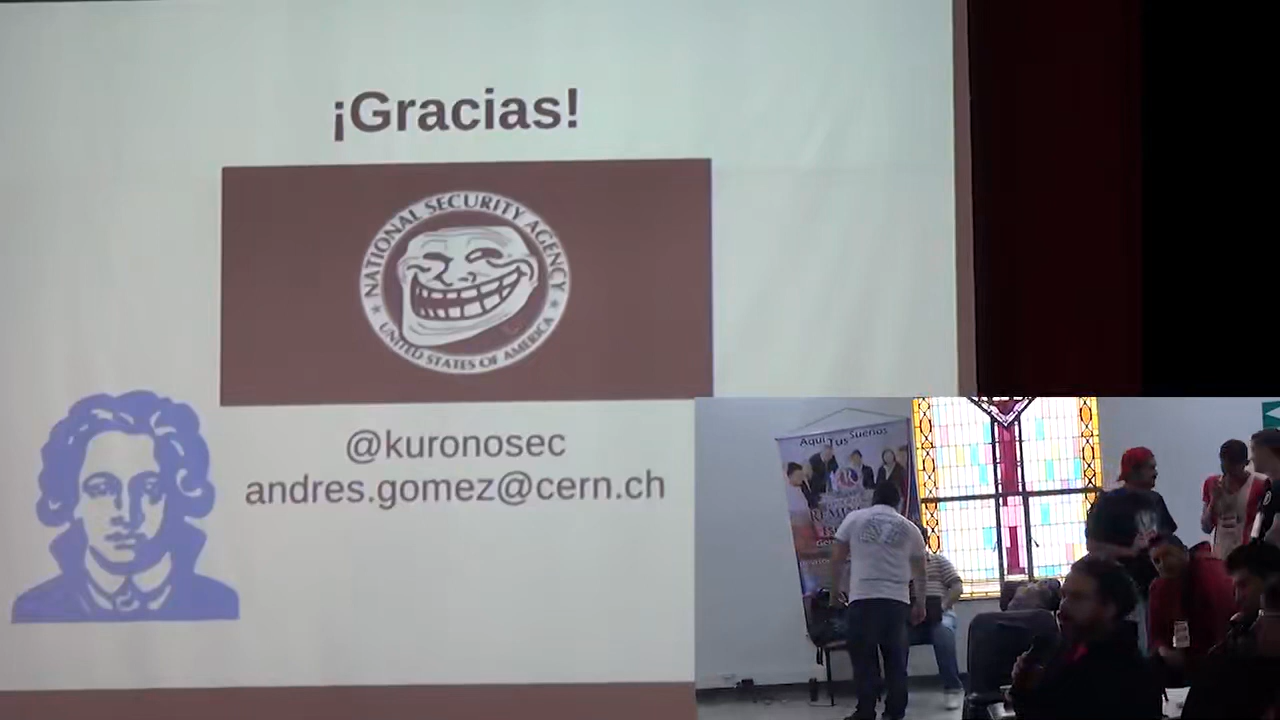 ¡Gracias!
NATIONAL SECURITY AGENCY
UNITED STATES OF AMERICA
@kuronosec
andres.gomez@cern.ch
Aquí Tus Sueños